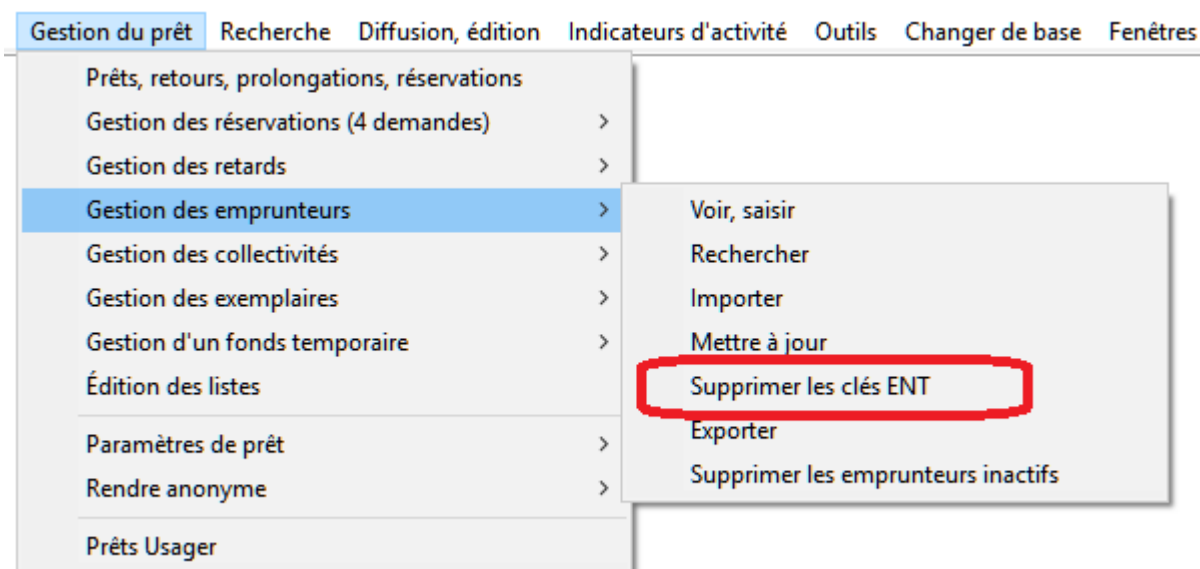 Gestion du prêt Recherche Diffusion, édition Indicateurs d'activité Outils Changer de base Fenêtres
Prêts, retours, prolongations, réservations
Gestion des réservations (4 demandes)
Gestion des retards
Gestion des emprunteurs
Gestion des collectivités
Gestion des exemplaires
Gestion d'un fonds temporaire
Édition des listes
Paramètres de prêt
Rendre anonyme
Prêts Usager
Voir, saisir
Rechercher
Importer
Mettre à jour
Supprimer les clés ENT
Exporter
Supprimer les emprunteurs inactifs